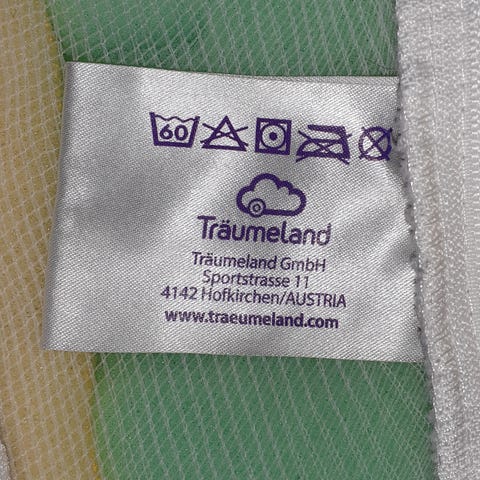 60
Träumeland
Träumeland GmbH
Sportstrasse 11
4142 Hofkirchen/AUSTRIA
www.traeumeland.com